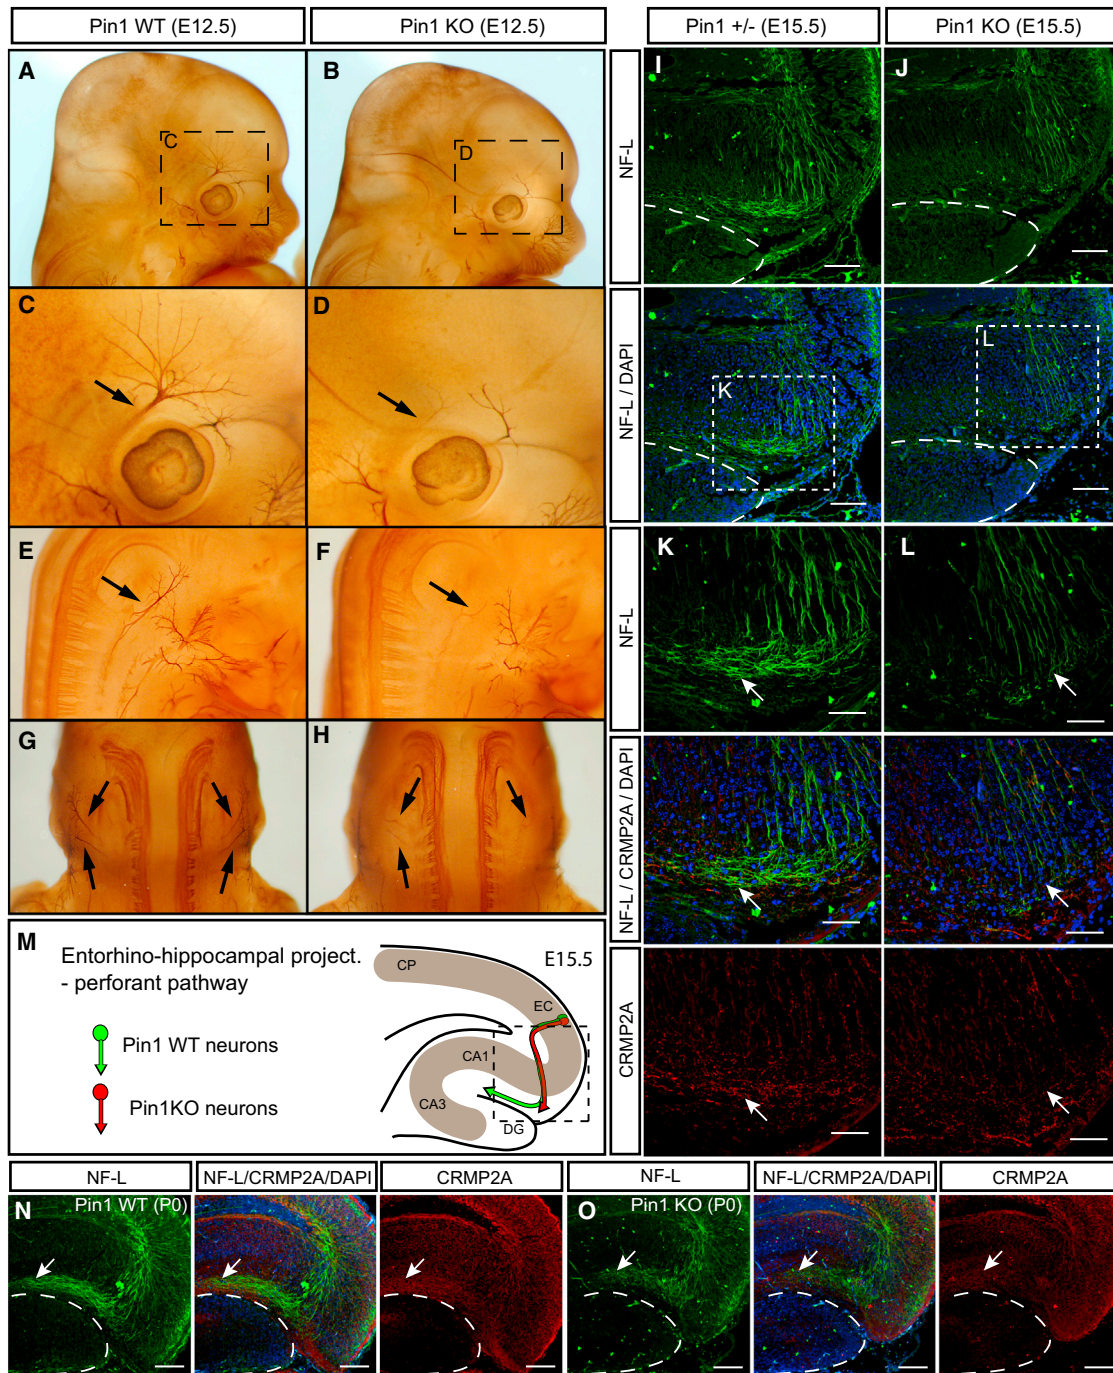 Pin1 WT (E12.5)
Pin1 KO (E12.5)
Pin1 +/- (E15.5)
Pin1 KO (E15.5)
A
C
B
D
I
J
NF-L
C
D
NF-L / DAPI
K
L
E
F
K
L
NF-L
G
H
NF-L / CRMP2A / DAPI
M
Entorhino-hippocampal project.
- perforant pathway
Pin1 WT neurons
Pin1KO neurons
E15.5
CP
EC
CA1
CA3
DG
CRMP2A
NF-L
NF-L/CRMP2A/DAPI
CRMP2A
NF-L
NF-L/CRMP2A/DAPI
CRMP2A
N
Pin1 WT (P0)
O
Pin1 KO (P0)